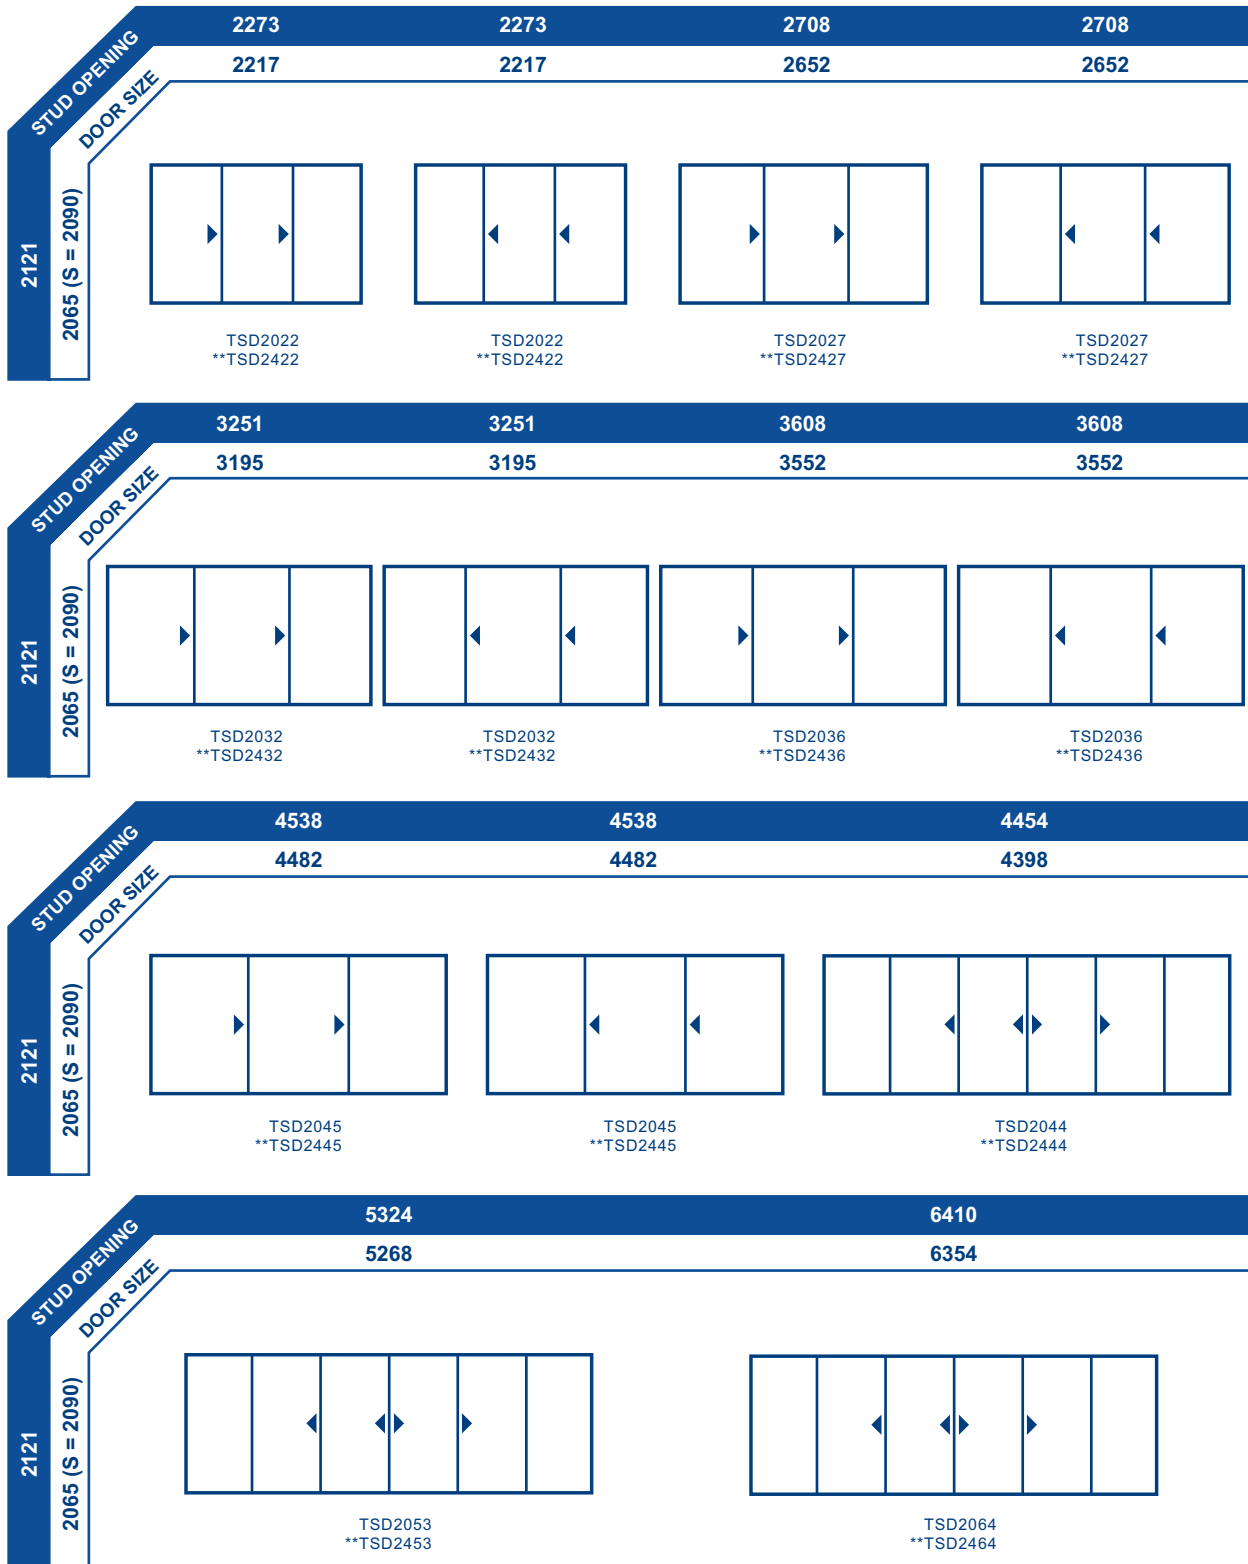 STUD OPENING 2273 2273 2708 2708
DOOR SIZE 2217 2217 2652 2652
2121
2065 (S = 2090)
TSD2022 TSD2022 TSD2027 TSD2027
**TSD2422 **TSD2422 **TSD2427 **TSD2427
STUD OPENING 3251 3251 3608 3608
DOOR SIZE 3195 3195 3552 3552
2121
2065 (S = 2090)
TSD2032 TSD2032 TSD2036 TSD2036
**TSD2432 **TSD2432 **TSD2436 **TSD2436
STUD OPENING 4538 4538 4454
DOOR SIZE 4482 4482 4398
2121
2065 (S = 2090)
TSD2045 TSD2045 TSD2044
**TSD2445 **TSD2445 **TSD2444
STUD OPENING 5324 6410
DOOR SIZE 5268 6354
2121
2065 (S = 2090)
TSD2053 TSD2064
**TSD2453 **TSD2464